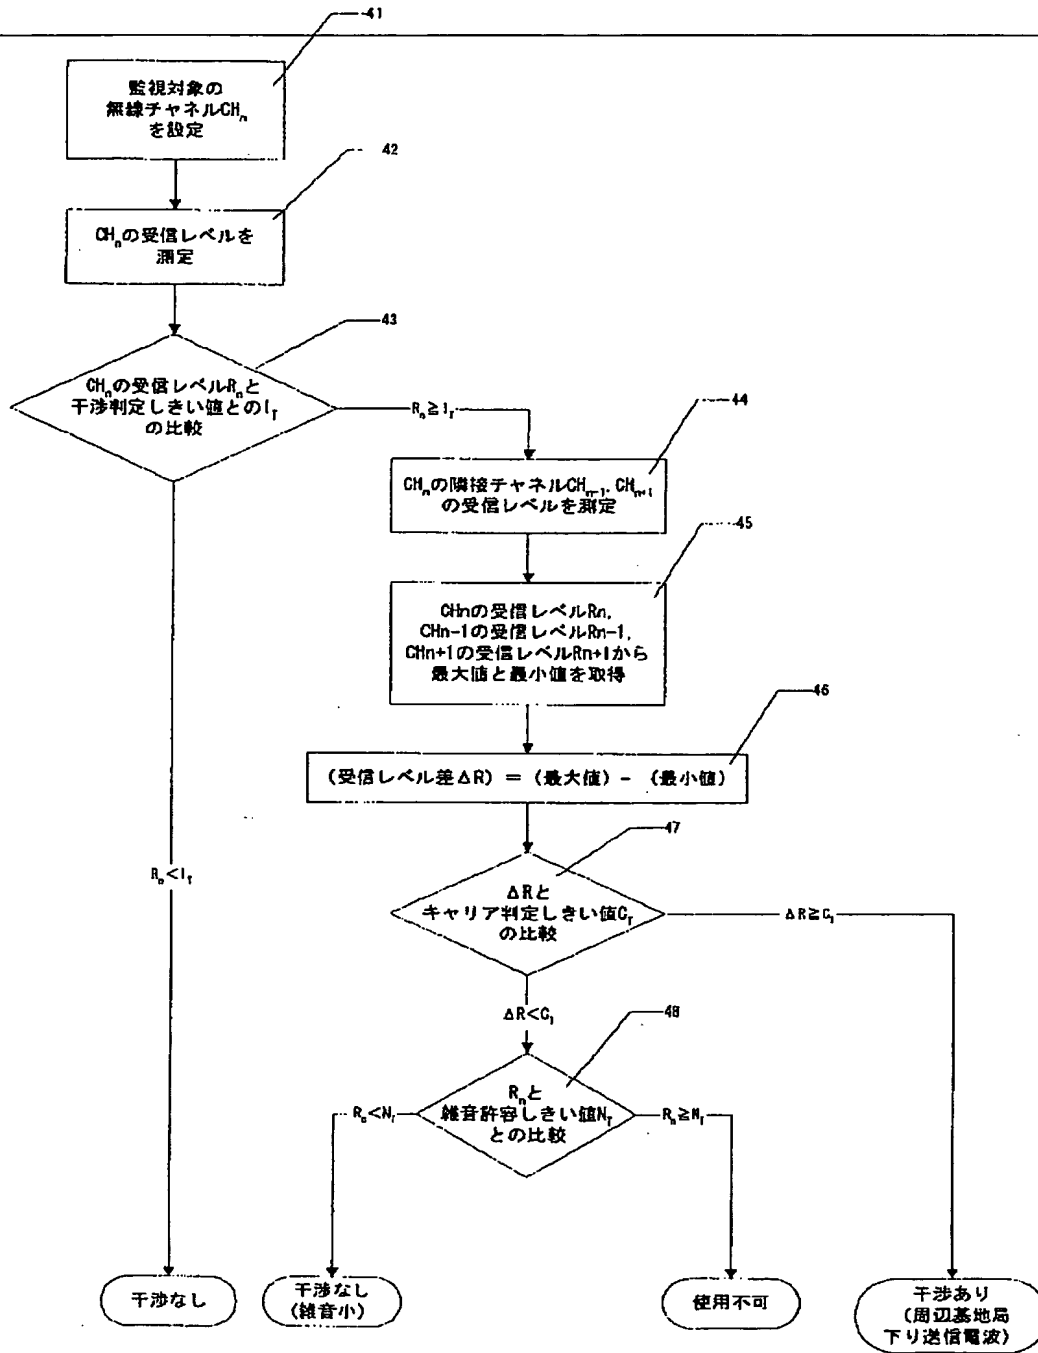 41
監視対象の
無線チャネルCHn
を設定
42
CHnの受信レベルを
測定
43
CHnの受信レベルRnと
干渉判定しきい値とのIT
の比較
Rn≧IT
44
CHnの隣接チャネルCHn-1, CHn+1
の受信レベルを測定
45
CHnの受信レベルRn,
CHn-1の受信レベルRn-1,
CHn+1の受信レベルRn+1から
最大値と最小値を取得
46
(受信レベル差ΔR) = (最大値) - (最小値)
47
Rn<IT
ΔRと
キャリア判定しきい値CT
の比較
ΔR≧CT
ΔR<CT
48
Rnと
雑音許容しきい値NT
との比較
Rn<NT
Rn≧NT
干渉なし
干渉なし
(雑音小)
使用不可
干渉あり
(周辺基地局
下り送信電波)